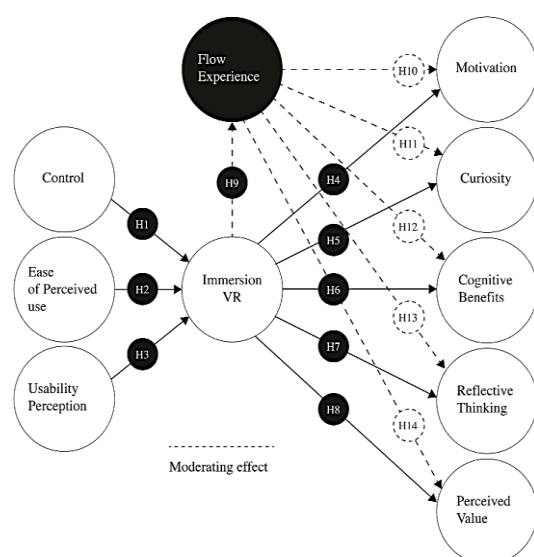 Flow
Experience
H10
Motivation
H11
Control
H9
H4
Curiosity
H1
H12
H5
Ease
of Perceived
use
H2
Immersion
VR
H6
Cognitive
Benefits
H13
H3
H7
Usability
Perception
Reflective
Thinking
H8
H14
Moderating effect
Perceived
Value